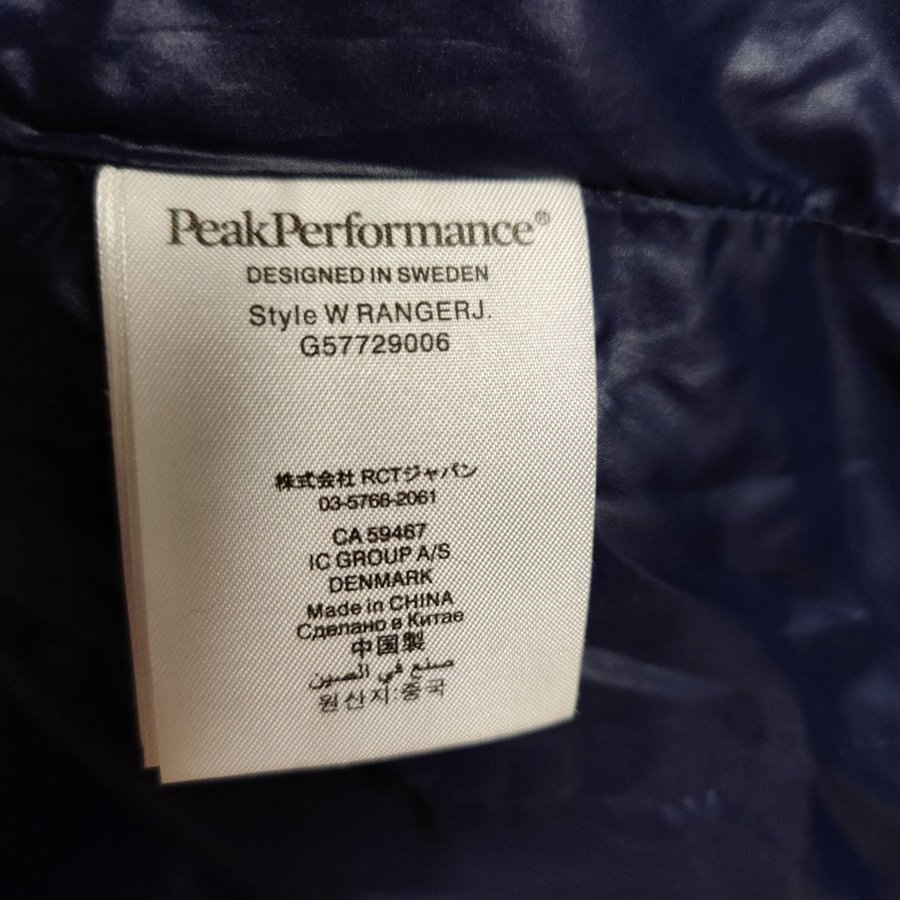 PeakPerformance®
DESIGNED IN SWEDEN
Style W RANGERJ.
G57729006
株式会社 RCTジャパン
03-5768-2061
CA 59467
IC GROUP A/S
DENMARK
Made in CHINA
Сделано в Китае
中国製
صنع في الصين
원산지:중국